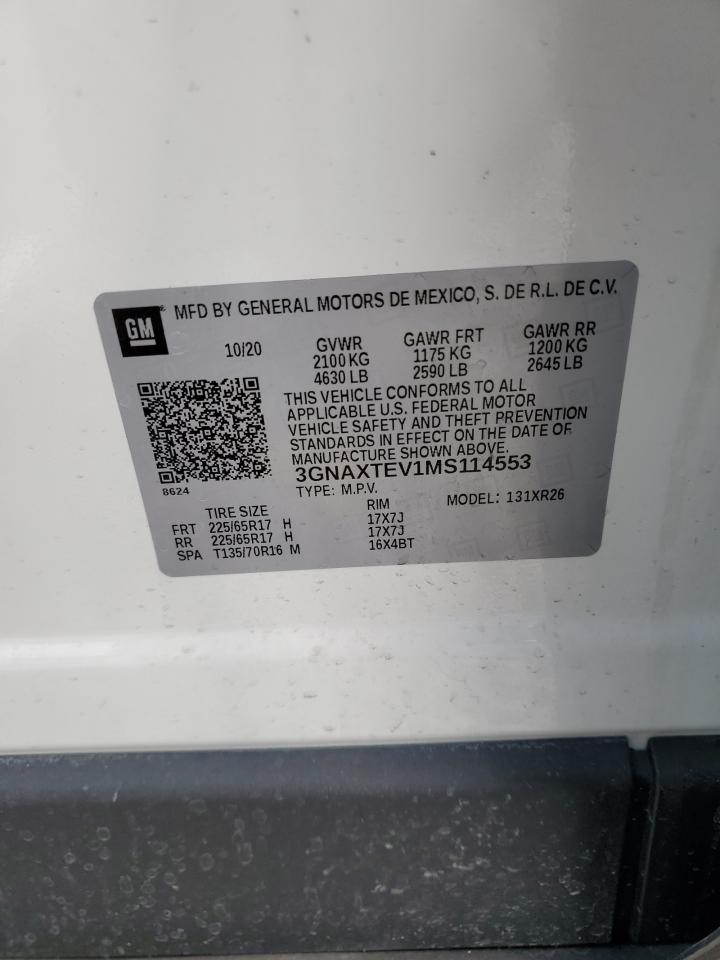 GM ® MFD BY GENERAL MOTORS DE MEXICO, S. DE R.L. DE C.V.
10/20 GVWR GAWR FRT GAWR RR
2100 KG 1175 KG 1200 KG
4630 LB 2590 LB 2645 LB
THIS VEHICLE CONFORMS TO ALL
APPLICABLE U.S. FEDERAL MOTOR
VEHICLE SAFETY AND THEFT PREVENTION
STANDARDS IN EFFECT ON THE DATE OF
MANUFACTURE SHOWN ABOVE.
8624 3GNAXTEV1MS114553
TYPE: M.P.V. MODEL: 131XR26
TIRE SIZE RIM
FRT 225/65R17 H 17X7J
RR 225/65R17 H 17X7J
SPA T135/70R16 M 16X4BT